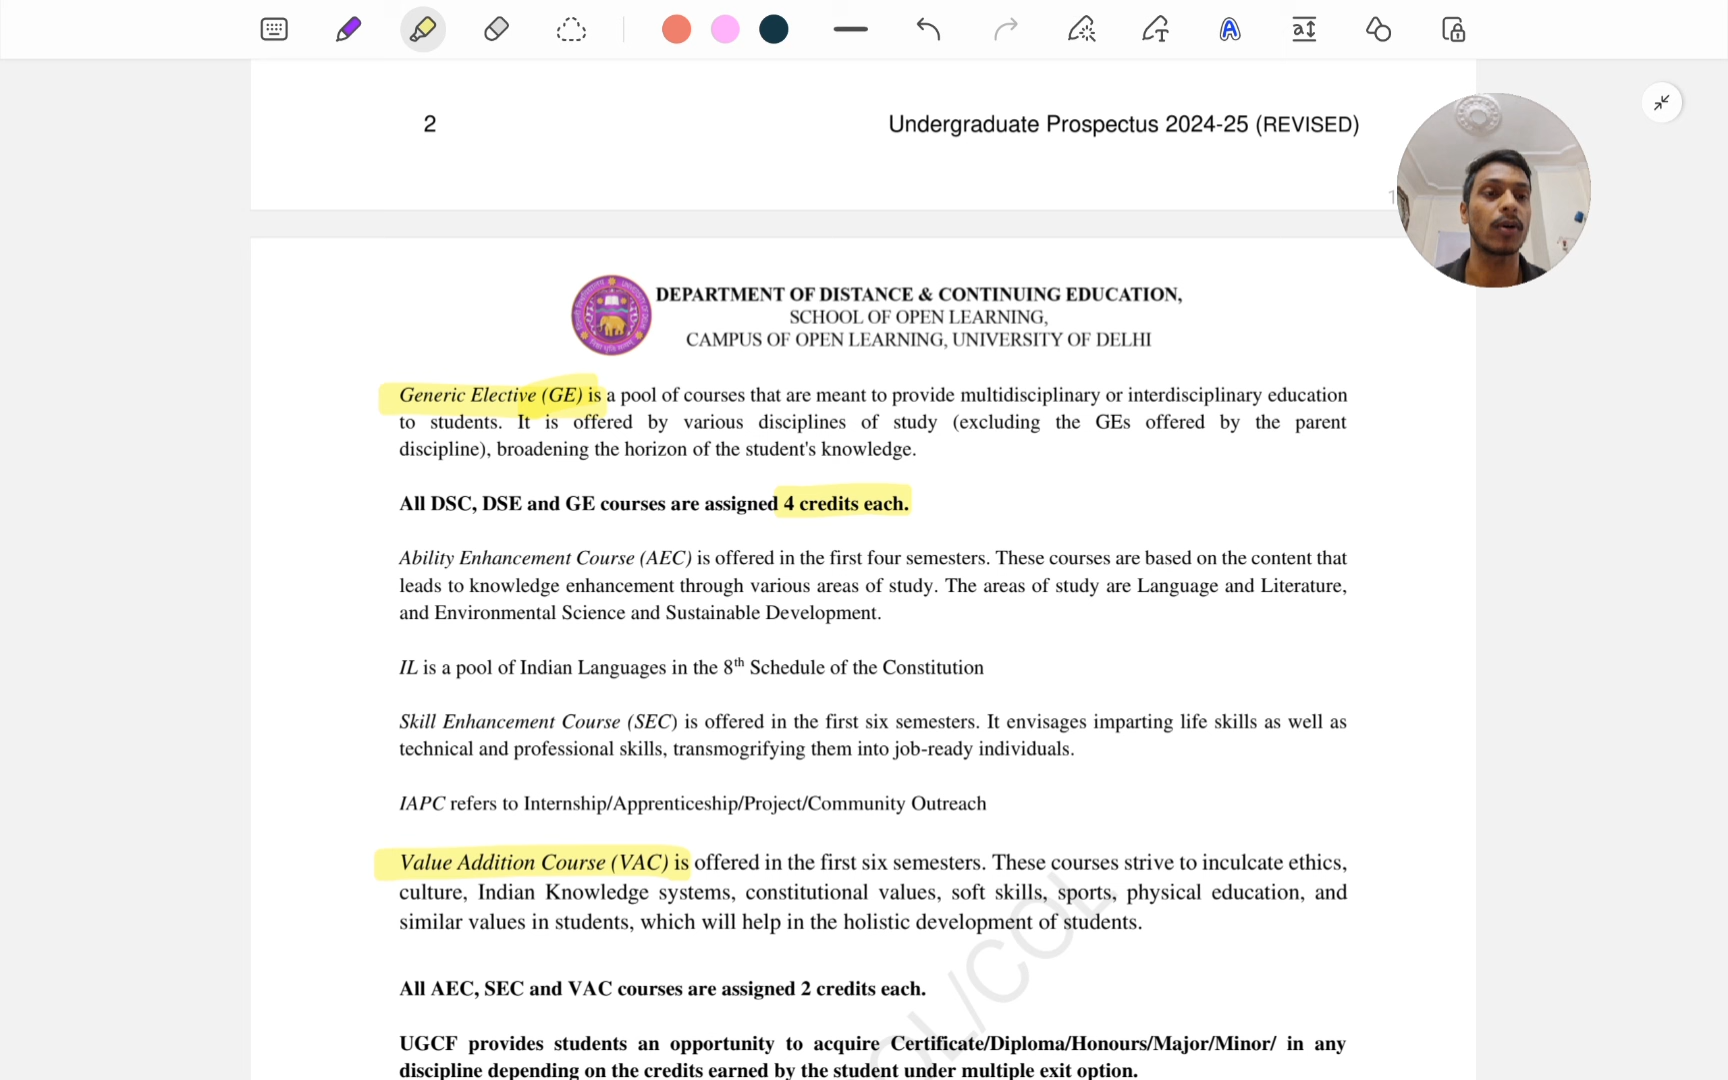 2
Undergraduate Prospectus 2024-25 (REVISED)
DEPARTMENT OF DISTANCE & CONTINUING EDUCATION,
SCHOOL OF OPEN LEARNING,
CAMPUS OF OPEN LEARNING, UNIVERSITY OF DELHI
Generic Elective (GE) is a pool of courses that are meant to provide multidisciplinary or interdisciplinary education
to students. It is offered by various disciplines of study (excluding the GEs offered by the parent
discipline), broadening the horizon of the student's knowledge.
All DSC, DSE and GE courses are assigned 4 credits each.
Ability Enhancement Course (AEC) is offered in the first four semesters. These courses are based on the content that
leads to knowledge enhancement through various areas of study. The areas of study are Language and Literature,
and Environmental Science and Sustainable Development.
IL is a pool of Indian Languages in the 8th Schedule of the Constitution
Skill Enhancement Course (SEC) is offered in the first six semesters. It envisages imparting life skills as well as
technical and professional skills, transmogrifying them into job-ready individuals.
IAPC refers to Internship/Apprenticeship/Project/Community Outreach
Value Addition Course (VAC) is offered in the first six semesters. These courses strive to inculcate ethics,
culture, Indian Knowledge systems, constitutional values, soft skills, sports, physical education, and
similar values in students, which will help in the holistic development of students.
All AEC, SEC and VAC courses are assigned 2 credits each.
UGCF provides students an opportunity to acquire Certificate/Diploma/Honours/Major/Minor/ in any
discipline depending on the credits earned by the student under multiple exit option.